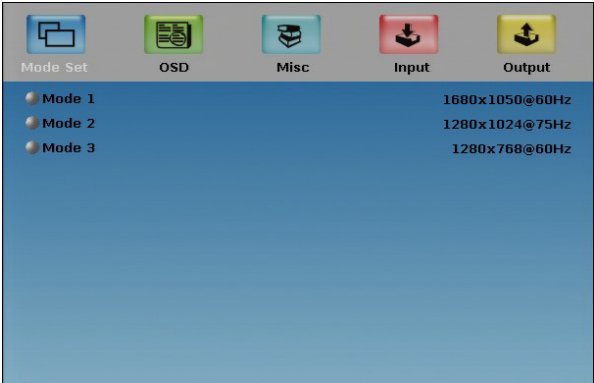 Mode Set OSD Misc Input Output
Mode 1 1680x1050@60Hz
Mode 2 1280x1024@75Hz
Mode 3 1280x768@60Hz